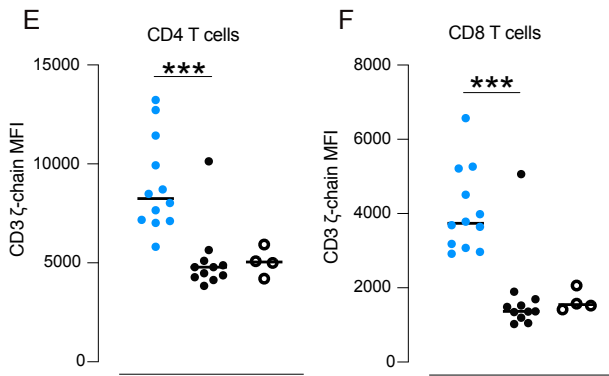 E
CD4 T cells
***
CD3 ζ-chain MFI
15000
10000
5000
0
F
CD8 T cells
***
CD3 ζ-chain MFI
8000
6000
4000
2000
0